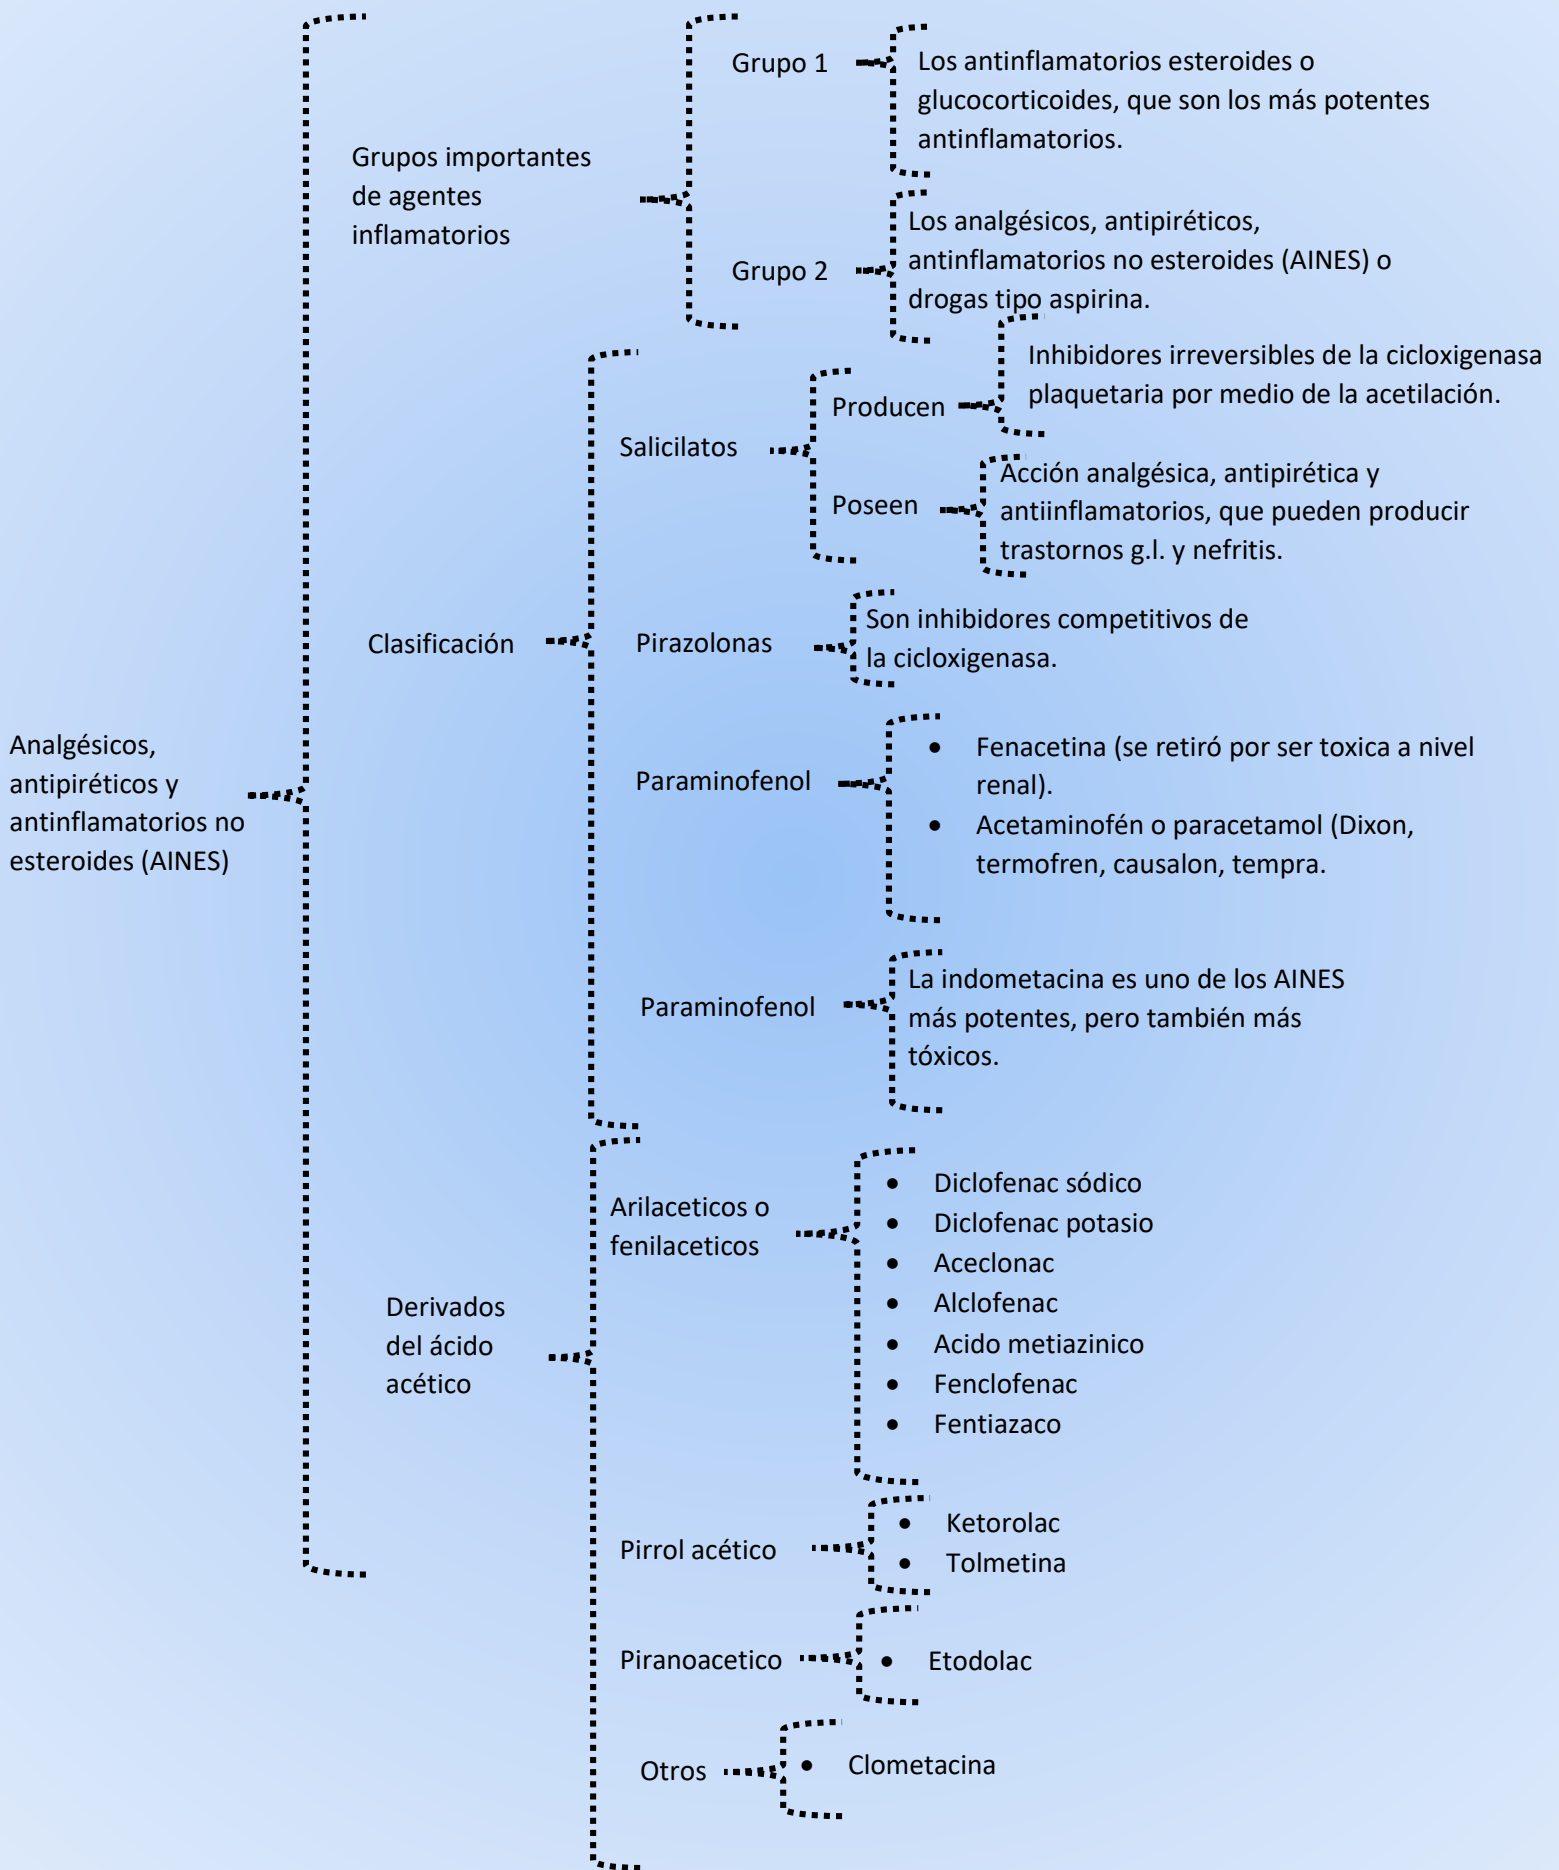 Analgésicos,
antipiréticos y
antinflamatorios no
esteroides (AINES)
Grupos importantes
de agentes
inflamatorios
Grupo 1
Los antinflamatorios esteroides o
glucocorticoides, que son los más potentes
antinflamatorios.
Grupo 2
Los analgésicos, antipiréticos,
antinflamatorios no esteroides (AINES) o
drogas tipo aspirina.
Clasificación
Salicilatos
Producen
Inhibidores irreversibles de la cicloxigenasa
plaquetaria por medio de la acetilación.
Poseen
Acción analgésica, antipirética y
antiinflamatorios, que pueden producir
trastornos g.l. y nefritis.
Pirazolonas
Son inhibidores competitivos de
la cicloxigenasa.
Paraminofenol
• Fenacetina (se retiró por ser toxica a nivel
renal).
• Acetaminofén o paracetamol (Dixon,
termofren, causalon, tempra.
Paraminofenol
La indometacina es uno de los AINES
más potentes, pero también más
tóxicos.
Derivados
del ácido
acético
Arilaceticos o
fenilaceticos
• Diclofenac sódico
• Diclofenac potasio
• Aceclonac
• Alclofenac
• Acido metiazinico
• Fenclofenac
• Fentiazaco
Pirrol acético
• Ketorolac
• Tolmetina
Piranoacetico
• Etodolac
Otros
• Clometacina